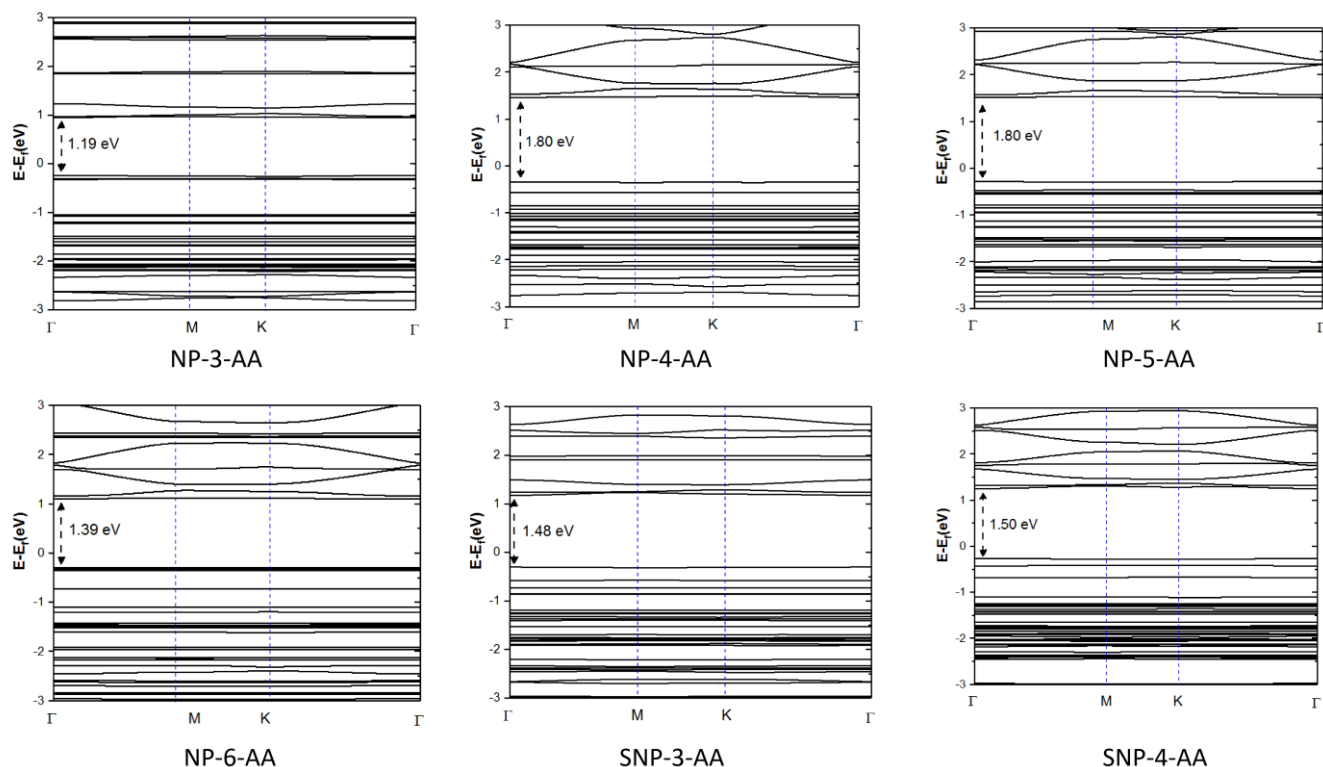 3
2
1
0
-1
-2
-3
E-Ef(eV)
1.19 eV
Γ M K Γ
NP-3-AA
3
2
1
0
-1
-2
-3
E-Ef(eV)
1.80 eV
Γ M K Γ
NP-4-AA
3
2
1
0
-1
-2
-3
E-Ef(eV)
1.80 eV
Γ M K Γ
NP-5-AA
3
2
1
0
-1
-2
-3
E-Ef(eV)
1.39 eV
Γ M K Γ
NP-6-AA
3
2
1
0
-1
-2
-3
E-Ef(eV)
1.48 eV
Γ M K Γ
SNP-3-AA
3
2
1
0
-1
-2
-3
E-Ef(eV)
1.50 eV
Γ M K Γ
SNP-4-AA